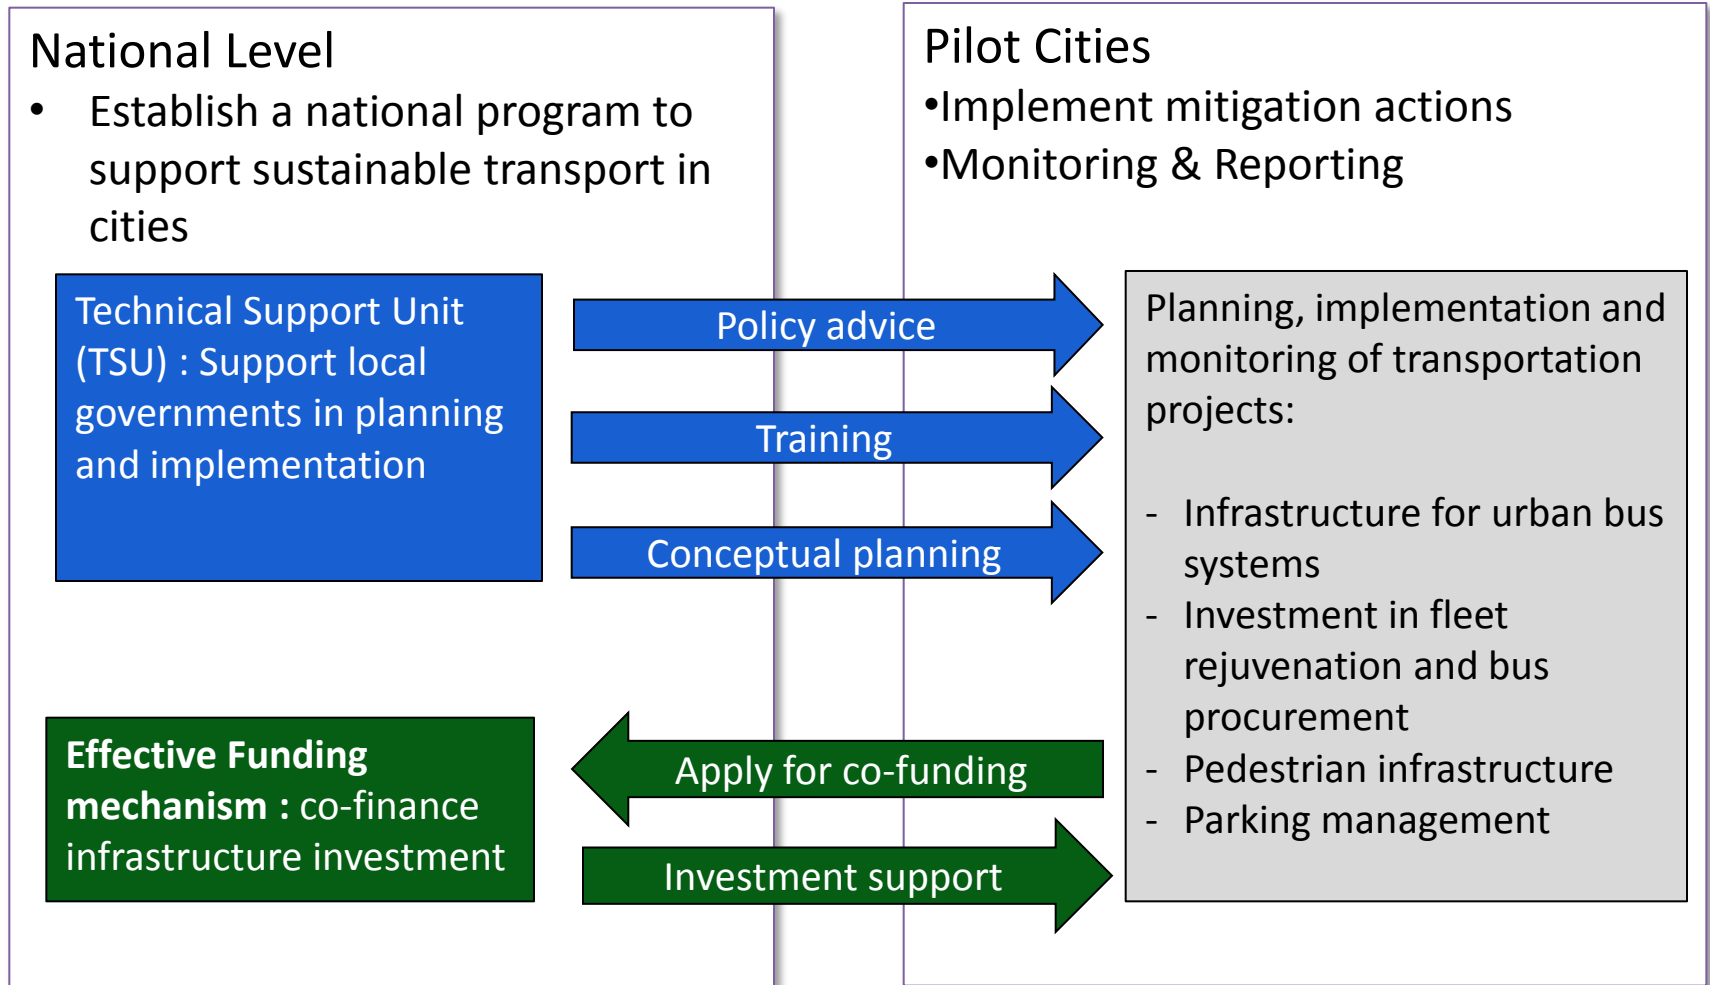 National Level
• Establish a national program to
support sustainable transport in
cities
Technical Support Unit
(TSU) : Support local
governments in planning
and implementation
Effective Funding
mechanism : co-finance
infrastructure investment
Policy advice
Training
Conceptual planning
Apply for co-funding
Investment support
Pilot Cities
•Implement mitigation actions
•Monitoring & Reporting
Planning, implementation and
monitoring of transportation
projects:
- Infrastructure for urban bus
systems
- Investment in fleet
rejuvenation and bus
procurement
- Pedestrian infrastructure
- Parking management